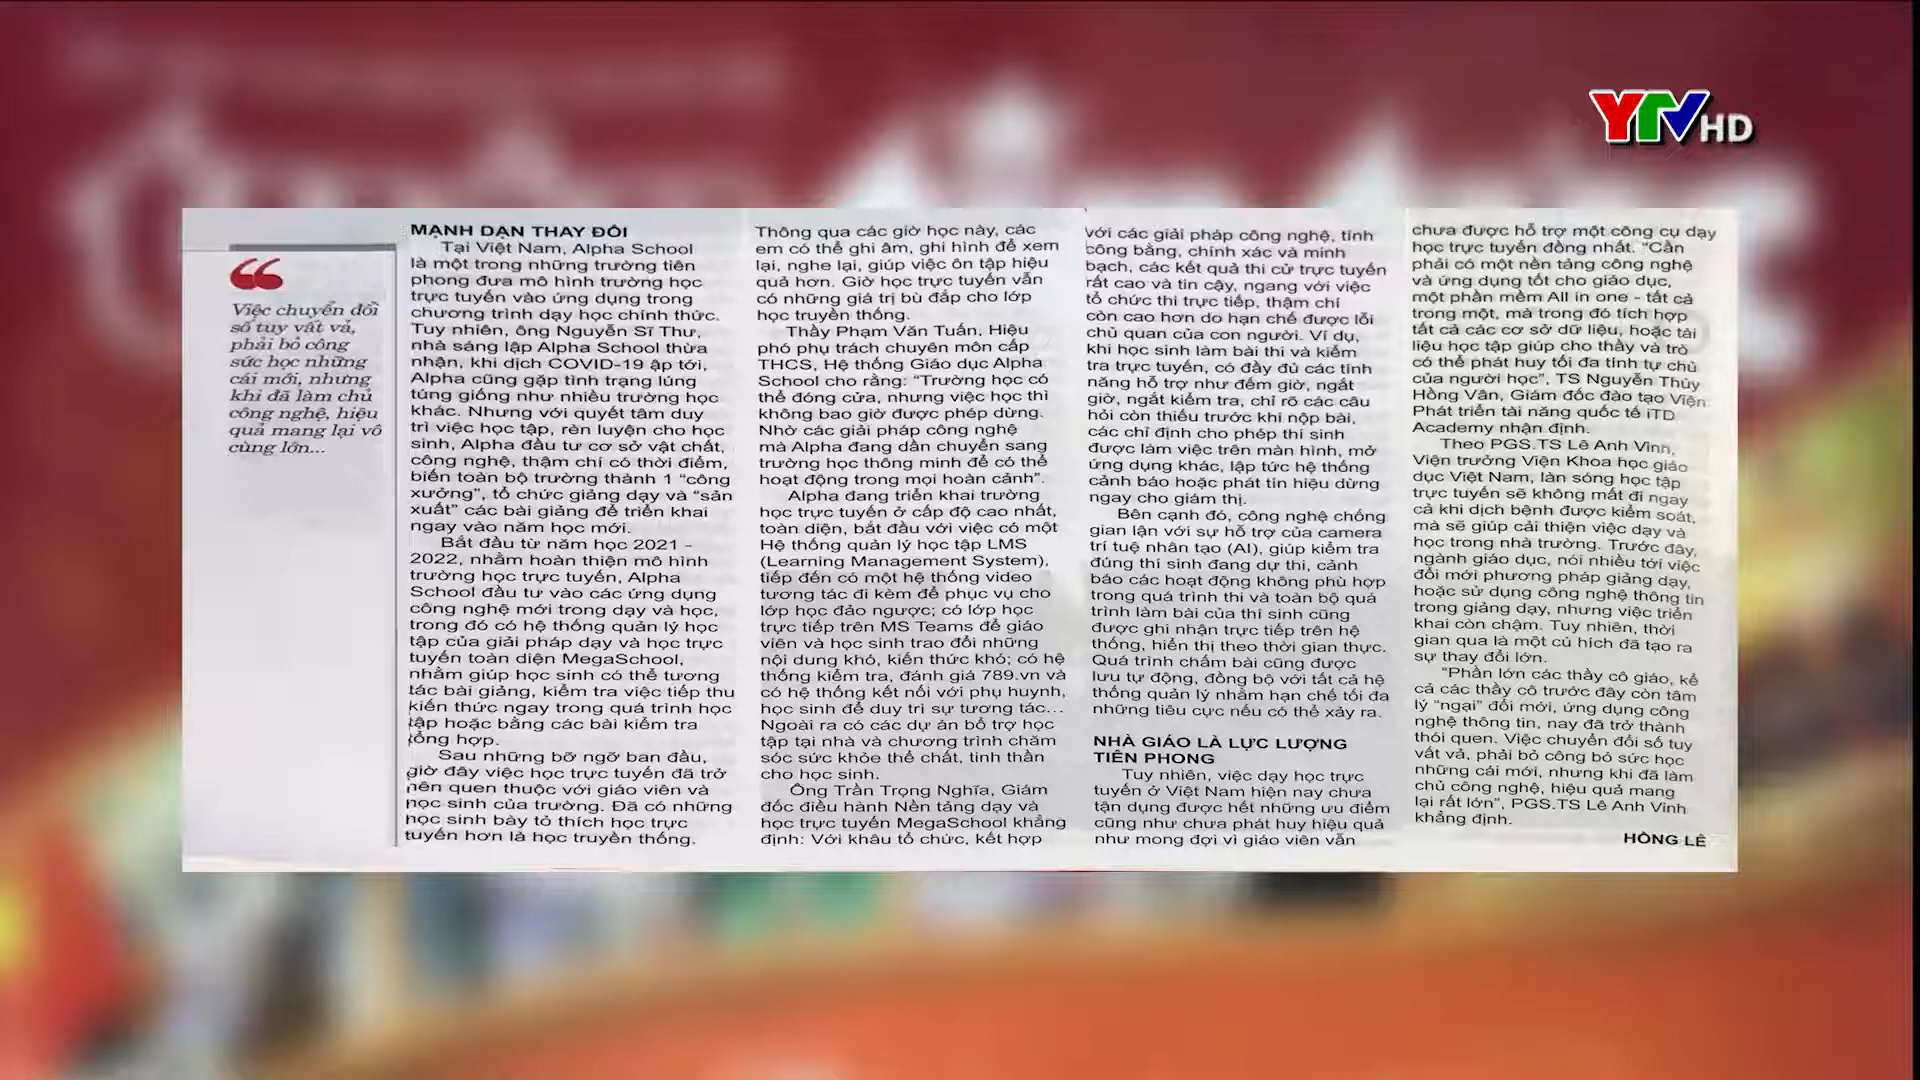 YTV HD
Việc chuyển đổi
số tuy vất vả,
phải bỏ công
sức học những
cái mới, nhưng
khi đã làm chủ
công nghệ, hiệu
quả mang lại vô
cùng lớn...
MẠNH DẠN THAY ĐỔI
Tại Việt Nam, Alpha School
là một trong những trường tiên
phong đưa mô hình trường học
trực tuyến vào ứng dụng trong
chương trình dạy học chính thức.
Tuy nhiên, ông Nguyễn Sĩ Thư,
nhà sáng lập Alpha School thừa
nhận, khi dịch COVID-19 ập tới,
Alpha cũng gặp tình trạng lúng
túng giống như nhiều trường học
khác. Nhưng với quyết tâm duy
trì việc học tập, rèn luyện cho học
sinh, Alpha đầu tư cơ sở vật chất,
công nghệ, thậm chí có thời điểm,
biến toàn bộ trường thành 1 “công
xưởng”, tổ chức giảng dạy và “sản
xuất” các bài giảng để triển khai
ngay vào năm học mới.
Bắt đầu từ năm học 2021 -
2022, nhằm hoàn thiện mô hình
trường học trực tuyến, Alpha
School đầu tư vào các ứng dụng
công nghệ mới trong dạy và học,
trong đó có hệ thống quản lý học
tập của giải pháp dạy và học trực
tuyến toàn diện MegaSchool,
nhằm giúp học sinh có thể tương
tác bài giảng, kiểm tra việc tiếp thu
kiến thức ngay trong quá trình học
tập hoặc bằng các bài kiểm tra
tổng hợp.
Sau những bỡ ngỡ ban đầu,
giờ đây việc học trực tuyến đã trở
nên quen thuộc với giáo viên và
học sinh của trường. Đã có những
học sinh bày tỏ thích học trực
tuyến hơn là học truyền thống.
Thông qua các giờ học này, các
em có thể ghi âm, ghi hình để xem
lại, nghe lại, giúp việc ôn tập hiệu
quả hơn. Giờ học trực tuyến vẫn
có những giá trị bù đắp cho lớp
học truyền thống.
Thầy Phạm Văn Tuấn, Hiệu
phó phụ trách chuyên môn cấp
THCS, Hệ thống Giáo dục Alpha
School cho rằng: “Trường học có
thể đóng cửa, nhưng việc học thì
không bao giờ được phép dừng.
Nhờ các giải pháp công nghệ
mà Alpha đang dần chuyển sang
trường học thông minh để có thể
hoạt động trong mọi hoàn cảnh”.
Alpha đang triển khai trường
học trực tuyến ở cấp độ cao nhất,
toàn diện, bắt đầu với việc có một
Hệ thống quản lý học tập LMS
(Learning Management System),
tiếp đến có một hệ thống video
tương tác đi kèm để phục vụ cho
lớp học đảo ngược; có lớp học
trực tiếp trên MS Teams để giáo
viên và học sinh trao đổi những
nội dung khó, kiến thức khó; có hệ
thống kiểm tra, đánh giá 789.vn và
có hệ thống kết nối với phụ huynh,
học sinh để duy trì sự tương tác...
Ngoài ra có các dự án bổ trợ học
tập tại nhà và chương trình chăm
sóc sức khỏe thể chất, tinh thần
cho học sinh.
Ông Trần Trọng Nghĩa, Giám
đốc điều hành Nền tảng dạy và
học trực tuyến MegaSchool khẳng
định: Với khâu tổ chức, kết hợp
với các giải pháp công nghệ, tính
công bằng, chính xác và minh
bạch, các kết quả thi cử trực tuyến
rất cao và tin cậy, ngang với việc
tổ chức thi trực tiếp, thậm chí
còn cao hơn do hạn chế được lỗi
chủ quan của con người. Ví dụ,
khi học sinh làm bài thi và kiểm
tra trực tuyến, có đầy đủ các tính
năng hỗ trợ như đếm giờ, ngắt
giờ, ngắt kiểm tra, chỉ rõ các câu
hỏi còn thiếu trước khi nộp bài,
các chỉ định cho phép thí sinh
được làm việc trên màn hình, mở
ứng dụng khác, lập tức hệ thống
cảnh báo hoặc phát tín hiệu dừng
ngay cho giám thị.
Bên cạnh đó, công nghệ chống
gian lận với sự hỗ trợ của camera
trí tuệ nhân tạo (AI), giúp kiểm tra
đúng thí sinh đang dự thi, cảnh
báo các hoạt động không phù hợp
trong quá trình thi và toàn bộ quá
trình làm bài của thí sinh cũng
được ghi nhận trực tiếp trên hệ
thống, hiển thị theo thời gian thực.
Quá trình chấm bài cũng được
lưu tự động, đồng bộ với tất cả hệ
thống quản lý nhằm hạn chế tối đa
những tiêu cực nếu có thể xảy ra.
NHÀ GIÁO LÀ LỰC LƯỢNG
TIÊN PHONG
Tuy nhiên, việc dạy học trực
tuyến ở Việt Nam hiện nay chưa
tận dụng được hết những ưu điểm
cũng như chưa phát huy hiệu quả
như mong đợi vì giáo viên vẫn
chưa được hỗ trợ một công cụ dạy
học trực tuyến đồng nhất. “Cần
phải có một nền tảng công nghệ
và ứng dụng tốt cho giáo dục,
một phần mềm All in one - tất cả
trong một, mà trong đó tích hợp
tất cả các cơ sở dữ liệu, hoặc tài
liệu học tập giúp cho thầy và trò
có thể phát huy tối đa tính tự chủ
của người học”, TS Nguyễn Thúy
Hồng Vân, Giám đốc đào tạo Viện
Phát triển tài năng quốc tế iTD
Academy nhận định.
Theo PGS.TS Lê Anh Vinh,
Viện trưởng Viện Khoa học giáo
dục Việt Nam, làn sóng học tập
trực tuyến sẽ không mất đi ngay
cả khi dịch bệnh được kiểm soát,
mà sẽ giúp cải thiện việc dạy và
học trong nhà trường. Trước đây,
ngành giáo dục, nói nhiều tới việc
đổi mới phương pháp giảng dạy,
hoặc sử dụng công nghệ thông tin
trong giảng dạy, nhưng việc triển
khai còn chậm. Tuy nhiên, thời
gian qua là một cú hích đã tạo ra
sự thay đổi lớn.
“Phần lớn các thầy cô giáo, kể
cả các thầy cô trước đây còn tâm
lý “ngại” đổi mới, ứng dụng công
nghệ thông tin, nay đã trở thành
thói quen. Việc chuyển đổi số tuy
vất vả, phải bỏ công bỏ sức học
những cái mới, nhưng khi đã làm
chủ công nghệ, hiệu quả mang
lại rất lớn”, PGS.TS Lê Anh Vinh
khẳng định.
HỒNG LÊ